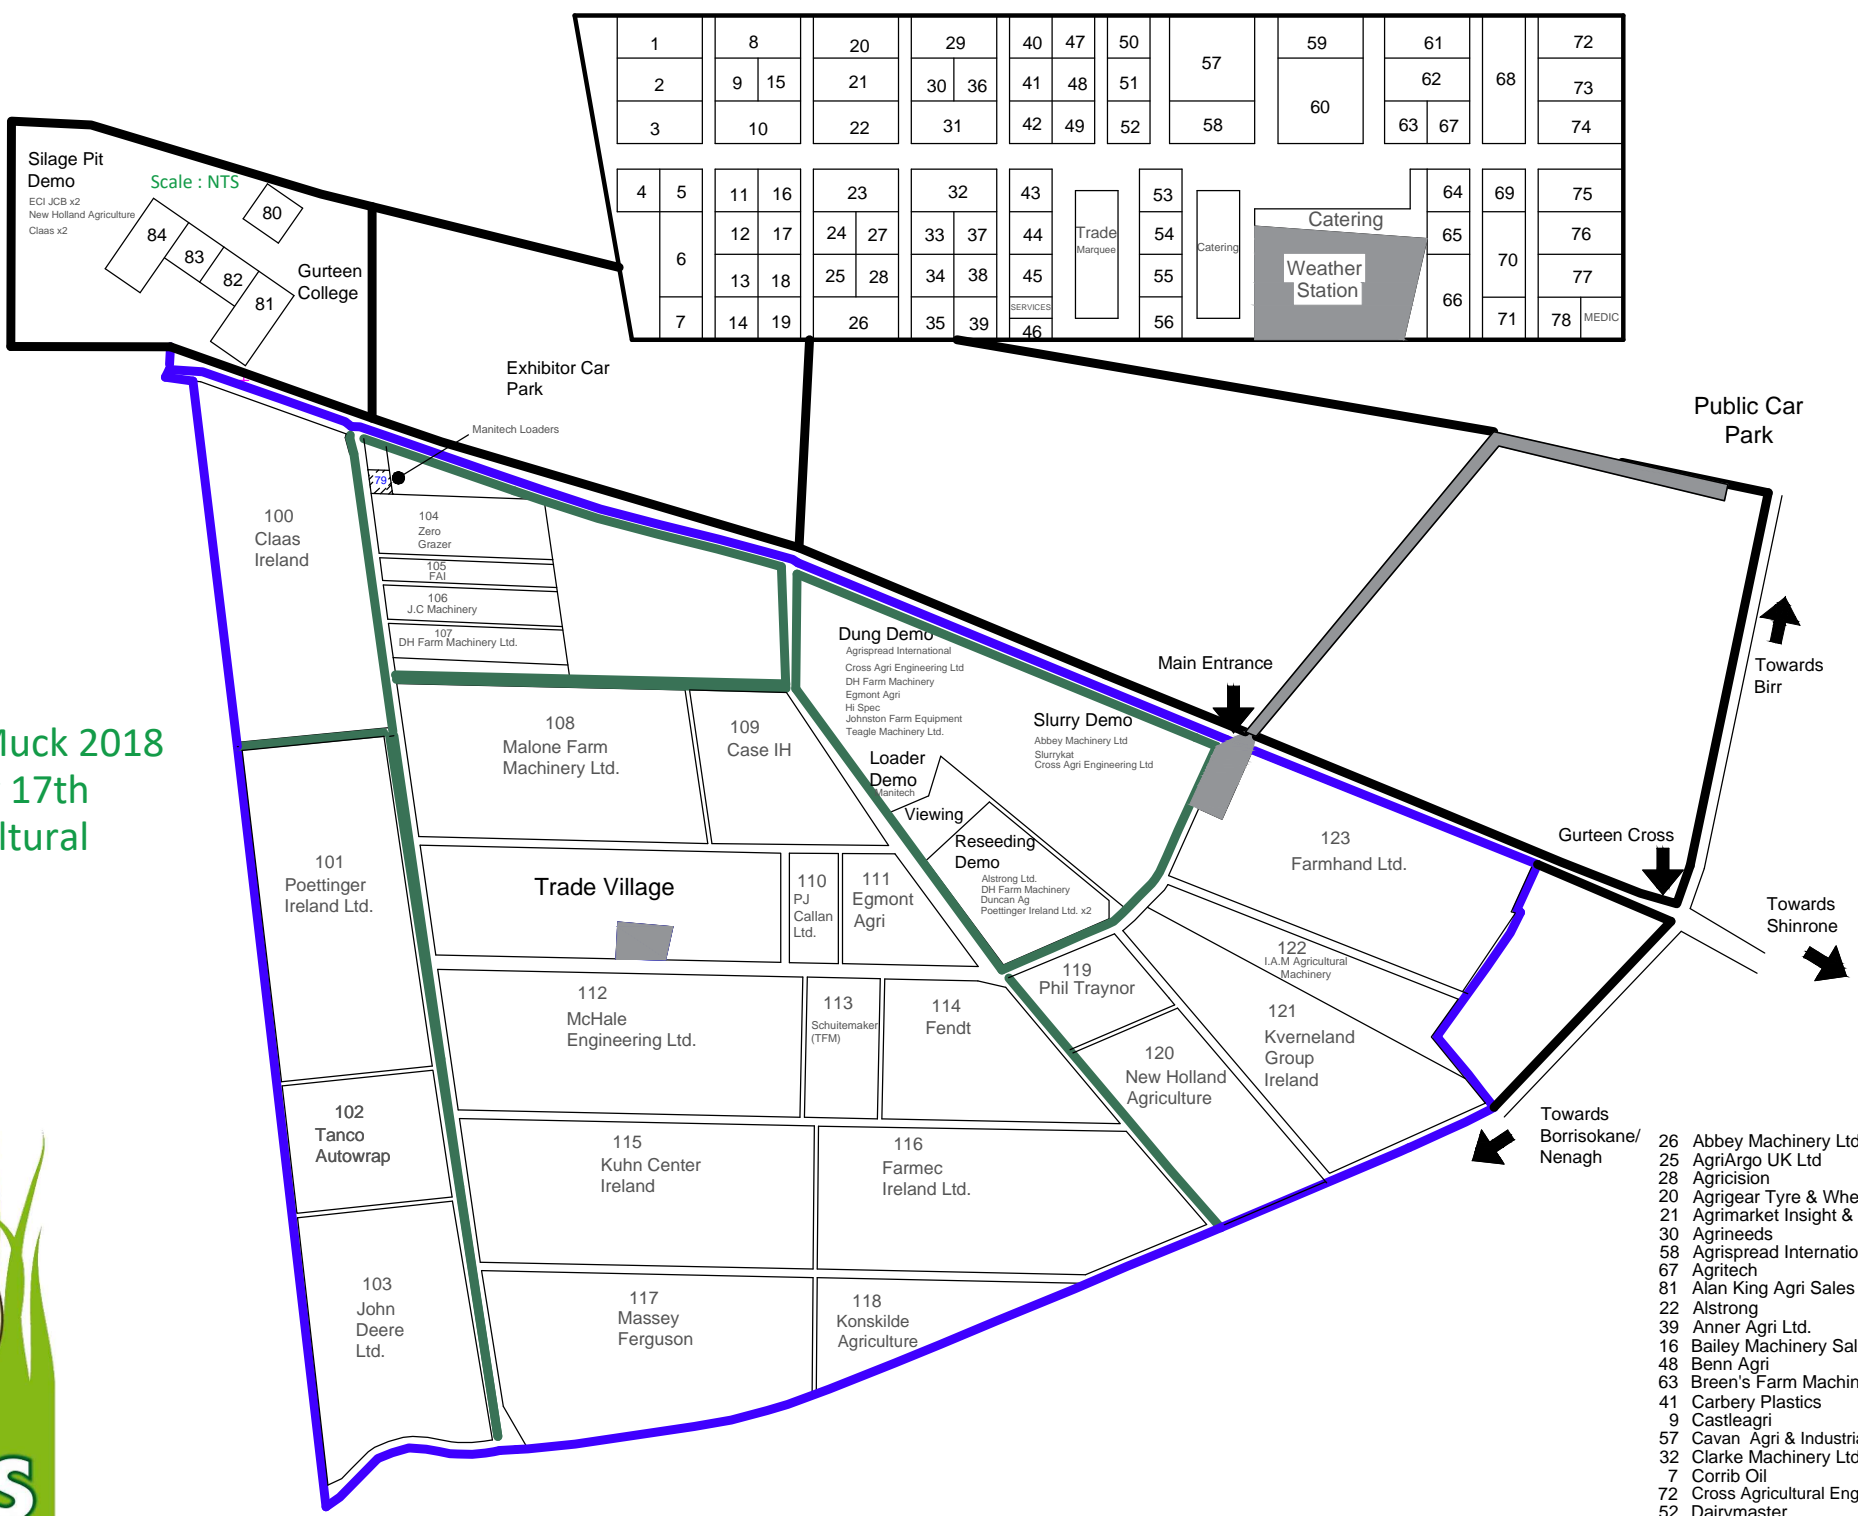 1 8 20 29 40 47 50 57 59 61 68 72
2 9 15 21 30 36 41 48 51 60 62 73
3 10 22 31 42 49 52 58 63 67 74
4 5 11 16 23 32 43 53 64 69 75
12 17 24 27 33 37 44 54 65 76
6 13 18 25 28 34 38 45 55 70 77
7 14 19 26 35 39 46 56 66 71 78
SERVICES
MEDIC
Trade
Marquee
Catering
Catering
Weather
Station
Silage Pit
Demo
ECI JCB x2
New Holland Agriculture
Claas x2
Scale : NTS
80
84
83
82
81
Gurteen
College
Exhibitor Car
Park
Manitech Loaders
79
Public Car
Park
100
Claas
Ireland
104
Zero
Grazer
105
FAI
106
J.C Machinery
107
DH Farm Machinery Ltd.
Dung Demo
Agrispread International
Cross Agri Engineering Ltd
DH Farm Machinery
Egmont Agri
Hi Spec
Johnston Farm Equipment
Teagle Machinery Ltd.
Main Entrance
Towards
Birr
Slurry Demo
Abbey Machinery Ltd
Slurrykat
Cross Agri Engineering Ltd
Loader
Demo
Manitech
Viewing
Reseeding
Demo
Alstrong Ltd.
DH Farm Machinery
Duncan Ag
Poettinger Ireland Ltd. x2
108
Malone Farm
Machinery Ltd.
109
Case IH
Muck 2018
17th
ltural
101
Poettinger
Ireland Ltd.
Trade Village
110
PJ
Callan
Ltd.
111
Egmont
Agri
123
Farmhand Ltd.
Gurteen Cross
Towards
Shinrone
122
I.A.M Agricultural
Machinery
119
Phil Traynor
121
Kverneland
Group
Ireland
120
New Holland
Agriculture
112
McHale
Engineering Ltd.
113
Schuitemaker
(TFM)
114
Fendt
102
Tanco
Autowrap
115
Kuhn Center
Ireland
116
Farmec
Ireland Ltd.
103
John
Deere
Ltd.
117
Massey
Ferguson
118
Konskilde
Agriculture
Towards
Borrisokane/
Nenagh
26 Abbey Machinery Ltd
25 AgriArgo UK Ltd
28 Agricision
20 Agrigear Tyre & Whe
21 Agrimarket Insight &
30 Agrineeds
58 Agrispread Internatio
67 Agritech
81 Alan King Agri Sales
22 Alstrong
39 Anner Agri Ltd.
16 Bailey Machinery Sal
48 Benn Agri
63 Breen's Farm Machin
41 Carbery Plastics
9 Castleagri
57 Cavan Agri & Industria
32 Clarke Machinery Ltd
7 Corrib Oil
72 Cross Agricultural Eng
52 Dairymaster
S